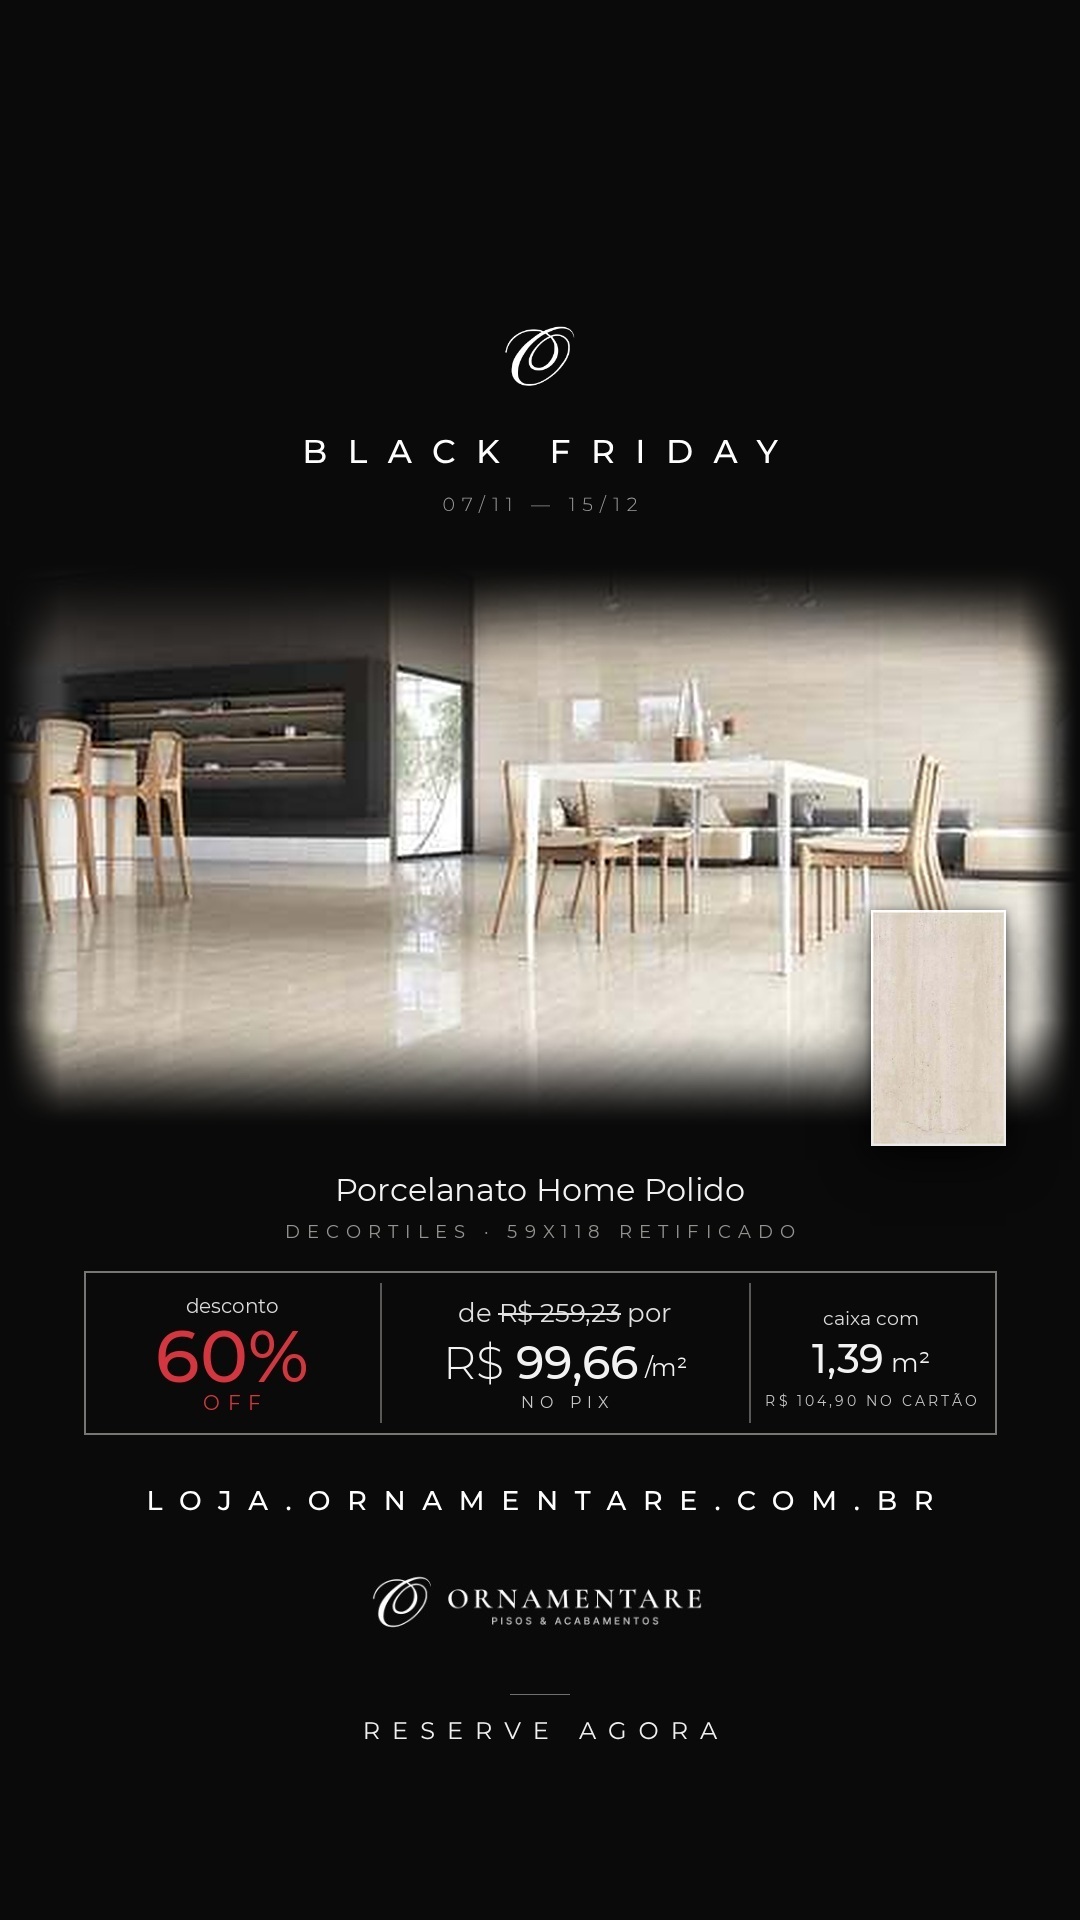 O
BLACK FRIDAY
07/11 — 15/12
Porcelanato Home Polido
DECORTILES · 59X118 RETIFICADO
desconto
60%
OFF
de R$ 259,23 por
R$ 99,66 /m²
NO PIX
caixa com
1,39 m²
R$ 104,90 NO CARTÃO
LOJA.ORNAMENTARE.COM.BR
O ORNAMENTARE
PISOS & ACABAMENTOS
RESERVE AGORA